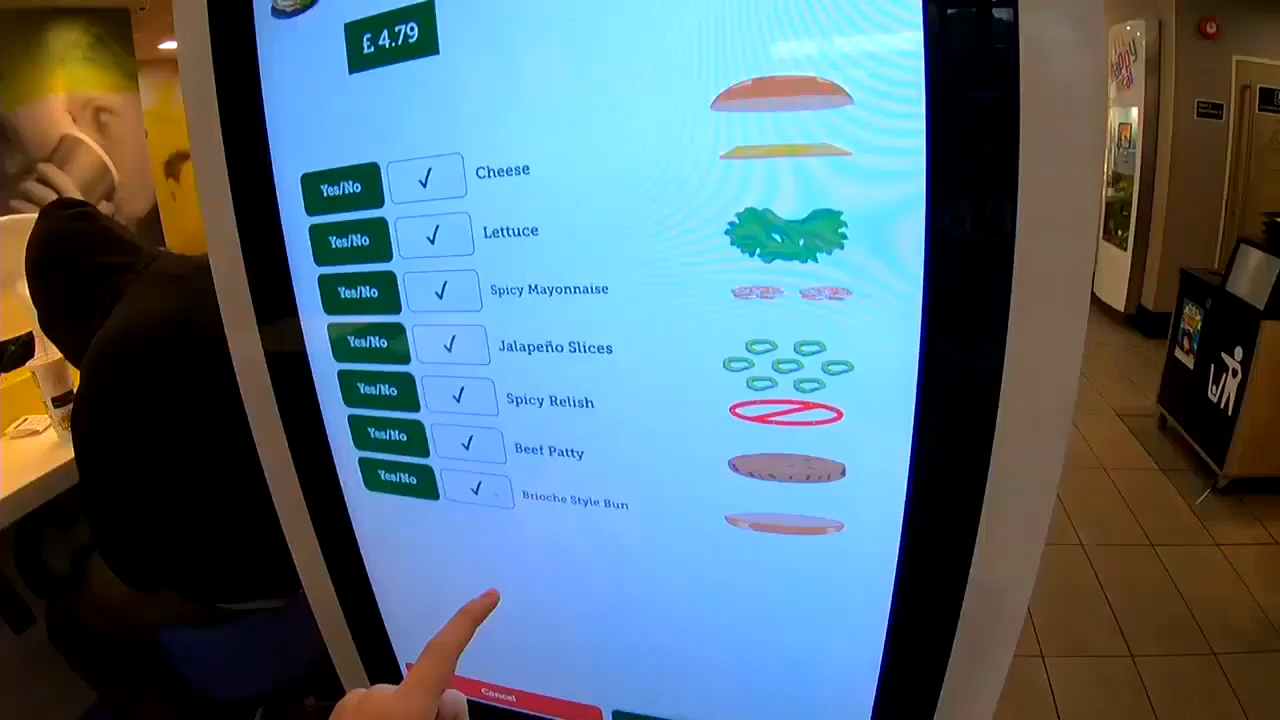 £ 4.79
Yes/No ✓ Cheese
Yes/No ✓ Lettuce
Yes/No ✓ Spicy Mayonnaise
Yes/No ✓ Jalapeño Slices
Yes/No ✓ Spicy Relish
Yes/No ✓ Beef Patty
Yes/No ✓ Brioche Style Bun
Cancel